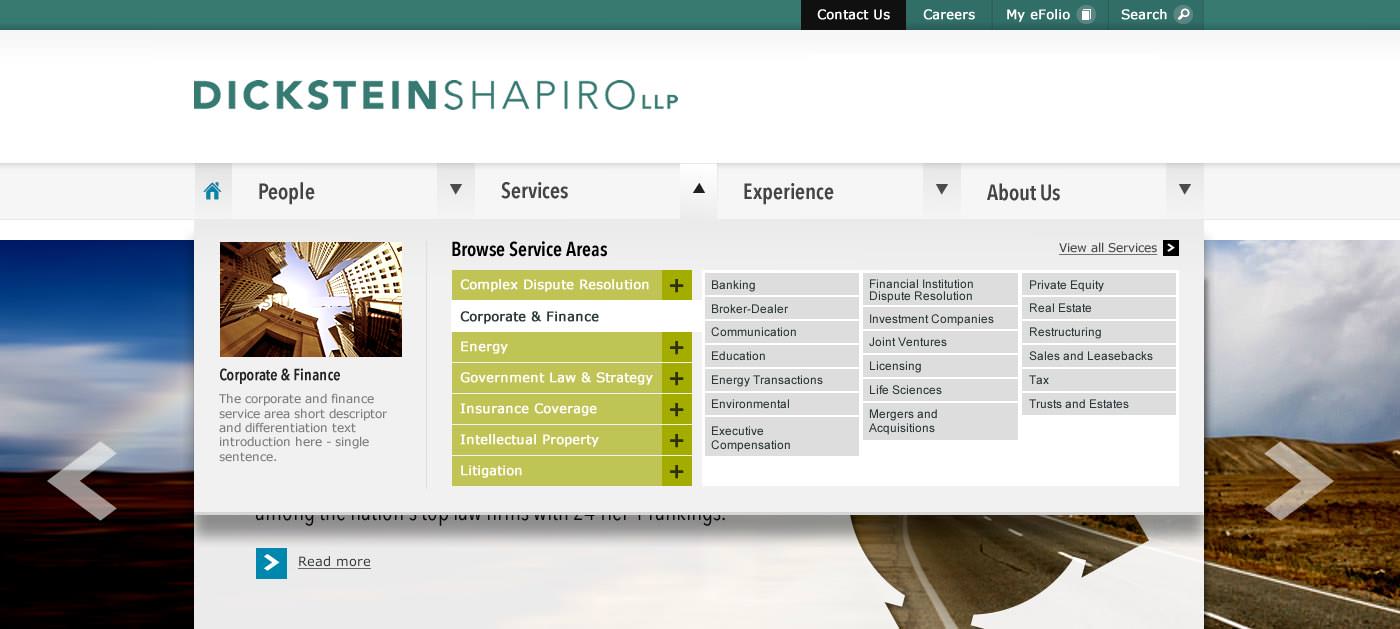 Contact Us
Careers
My eFolio
Search
DICKSTEINSHAPIRO LLP
People
Services
Experience
About Us
Corporate & Finance
The corporate and finance
service area short descriptor
and differentiation text
introduction here - single
sentence.
Browse Service Areas
View all Services
Complex Dispute Resolution
Corporate & Finance
Energy
Government Law & Strategy
Insurance Coverage
Intellectual Property
Litigation
Banking
Broker-Dealer
Communication
Education
Energy Transactions
Environmental
Executive
Compensation
Financial Institution
Dispute Resolution
Investment Companies
Joint Ventures
Licensing
Life Sciences
Mergers and
Acquisitions
Private Equity
Real Estate
Restructuring
Sales and Leasebacks
Tax
Trusts and Estates
among the nation's top law firms with 24 Tier 1 rankings.
Read more